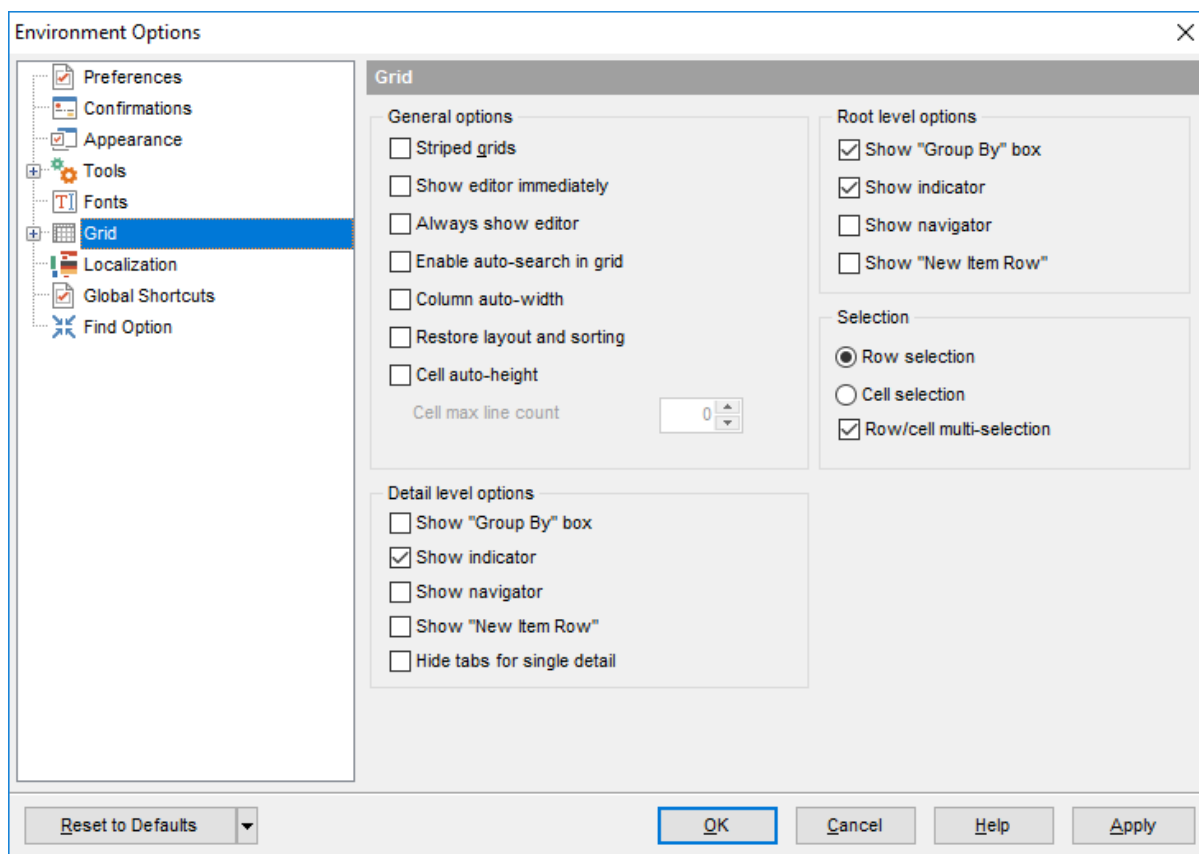 Environment Options
Preferences
Confirmations
Appearance
Tools
Fonts
Grid
Localization
Global Shortcuts
Find Option
Grid
General options
Striped grids
Show editor immediately
Always show editor
Enable auto-search in grid
Column auto-width
Restore layout and sorting
Cell auto-height
Cell max line count
0
Root level options
Show "Group By" box
Show indicator
Show navigator
Show "New Item Row"
Selection
Row selection
Cell selection
Row/cell multi-selection
Detail level options
Show "Group By" box
Show indicator
Show navigator
Show "New Item Row"
Hide tabs for single detail
Reset to Defaults
OK
Cancel
Help
Apply